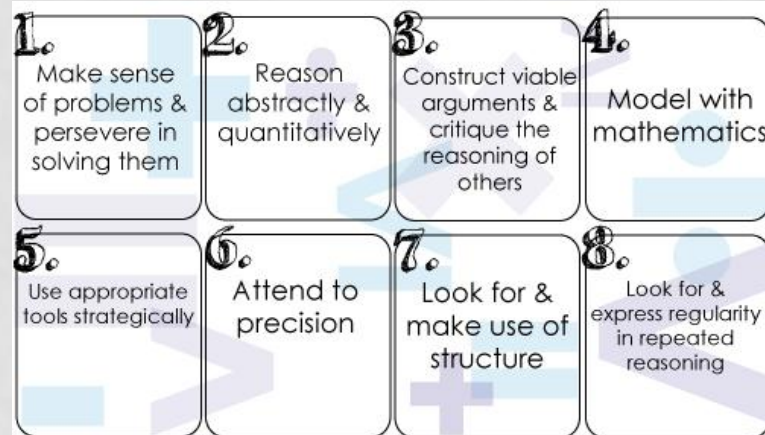 1.
Make sense
of problems &
persevere in
solving them
2.
Reason
abstractly &
quantitatively
3.
Construct viable
arguments &
critique the
reasoning of
others
4.
Model with
mathematics
5.
Use appropriate
tools strategically
6.
Attend to
precision
7.
Look for &
make use of
structure
8.
Look for &
express regularity
in repeated
reasoning